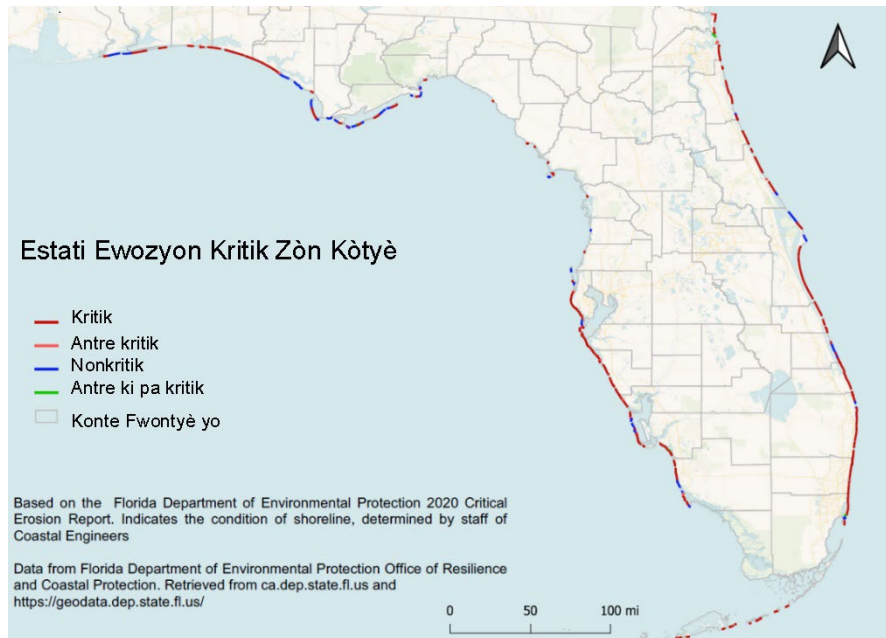 Estati Ewozyon Kritik Zòn Kòtyè
Kritik
Antre kritik
Nonkritik
Antre ki pa kritik
Konte Fwontyè yo
Based on the Florida Department of Environmental Protection 2020 Critical
Erosion Report. Indicates the condition of shoreline, determined by staff of
Coastal Engineers
Data from Florida Department of Environmental Protection Office of Resilience
and Coastal Protection. Retrieved from ca.dep.state.fl.us and
https://geodata.dep.state.fl.us/
0 50 100 mi